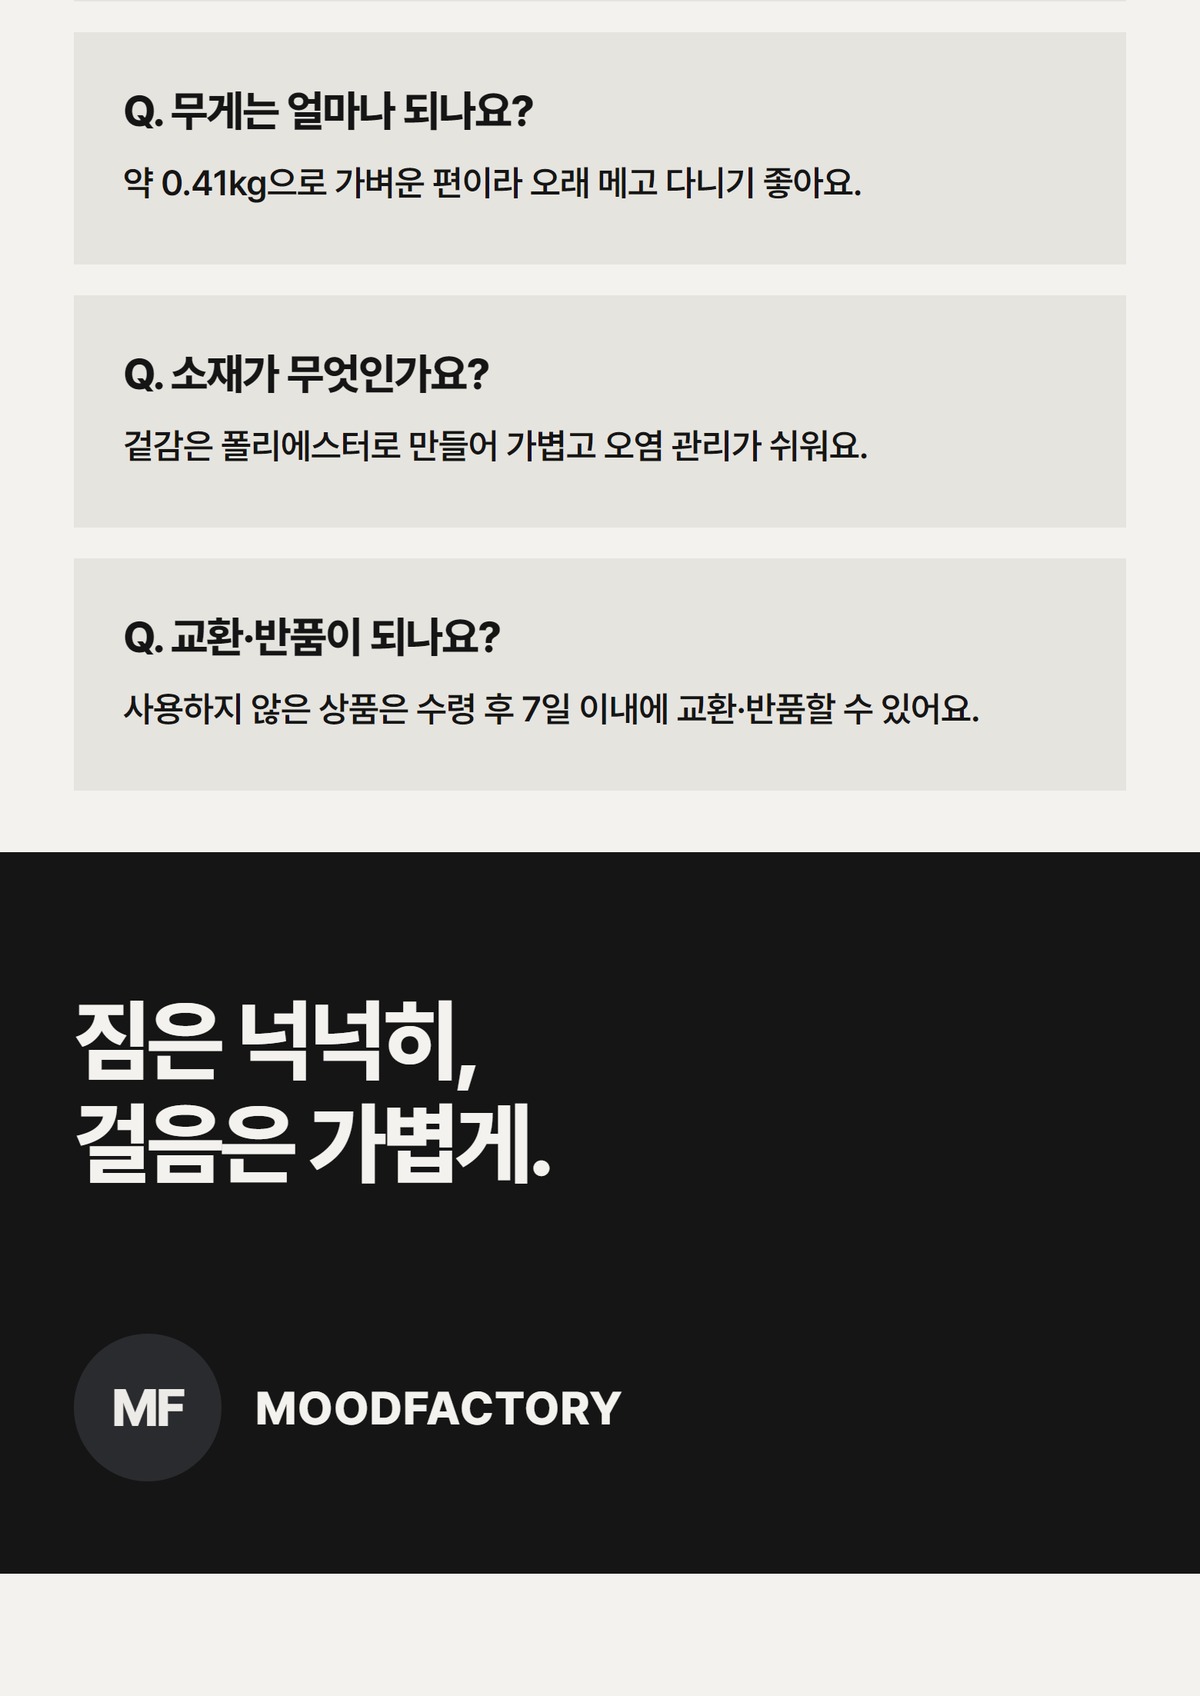 Q. 무게는 얼마나 되나요?
약 0.41kg으로 가벼운 편이라 오래 메고 다니기 좋아요.
Q. 소재가 무엇인가요?
겉감은 폴리에스터로 만들어 가볍고 오염 관리가 쉬워요.
Q. 교환·반품이 되나요?
사용하지 않은 상품은 수령 후 7일 이내에 교환·반품할 수 있어요.
짐은 넉넉히,
걸음은 가볍게.
MF
MOODFACTORY